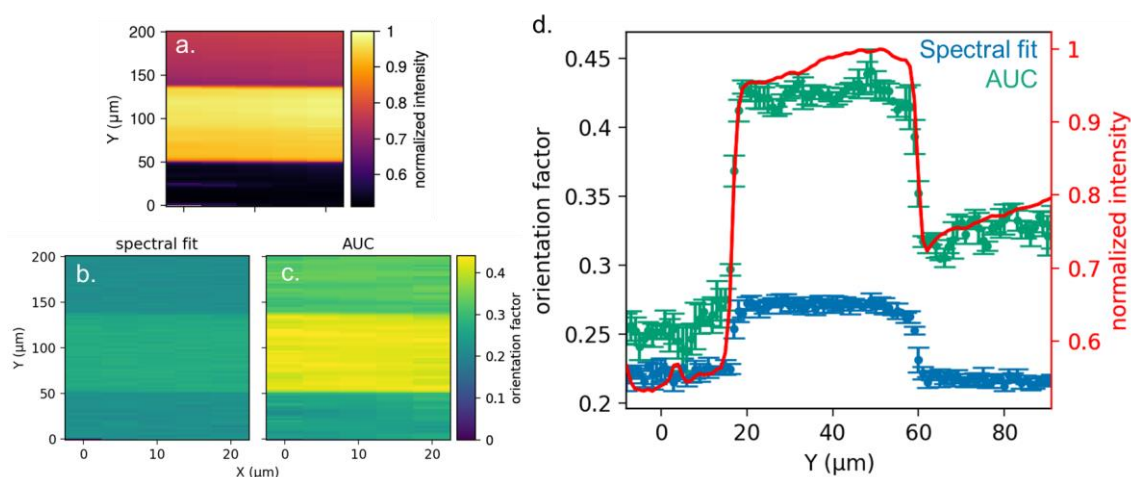 a.
200
150
100
50
0
Y (µm)
1
0.9
0.8
0.7
0.6
normalized intensity
spectral fit
AUC
b.
c.
200
150
100
50
0
Y (µm)
0
10
20
0
10
20
X (µm)
0.4
0.3
0.2
0.1
0
orientation factor
d.
Spectral fit
AUC
0.45
0.4
0.35
0.3
0.25
0.2
orientation factor
1
0.9
0.8
0.7
0.6
normalized intensity
0
20
40
60
80
Y (µm)